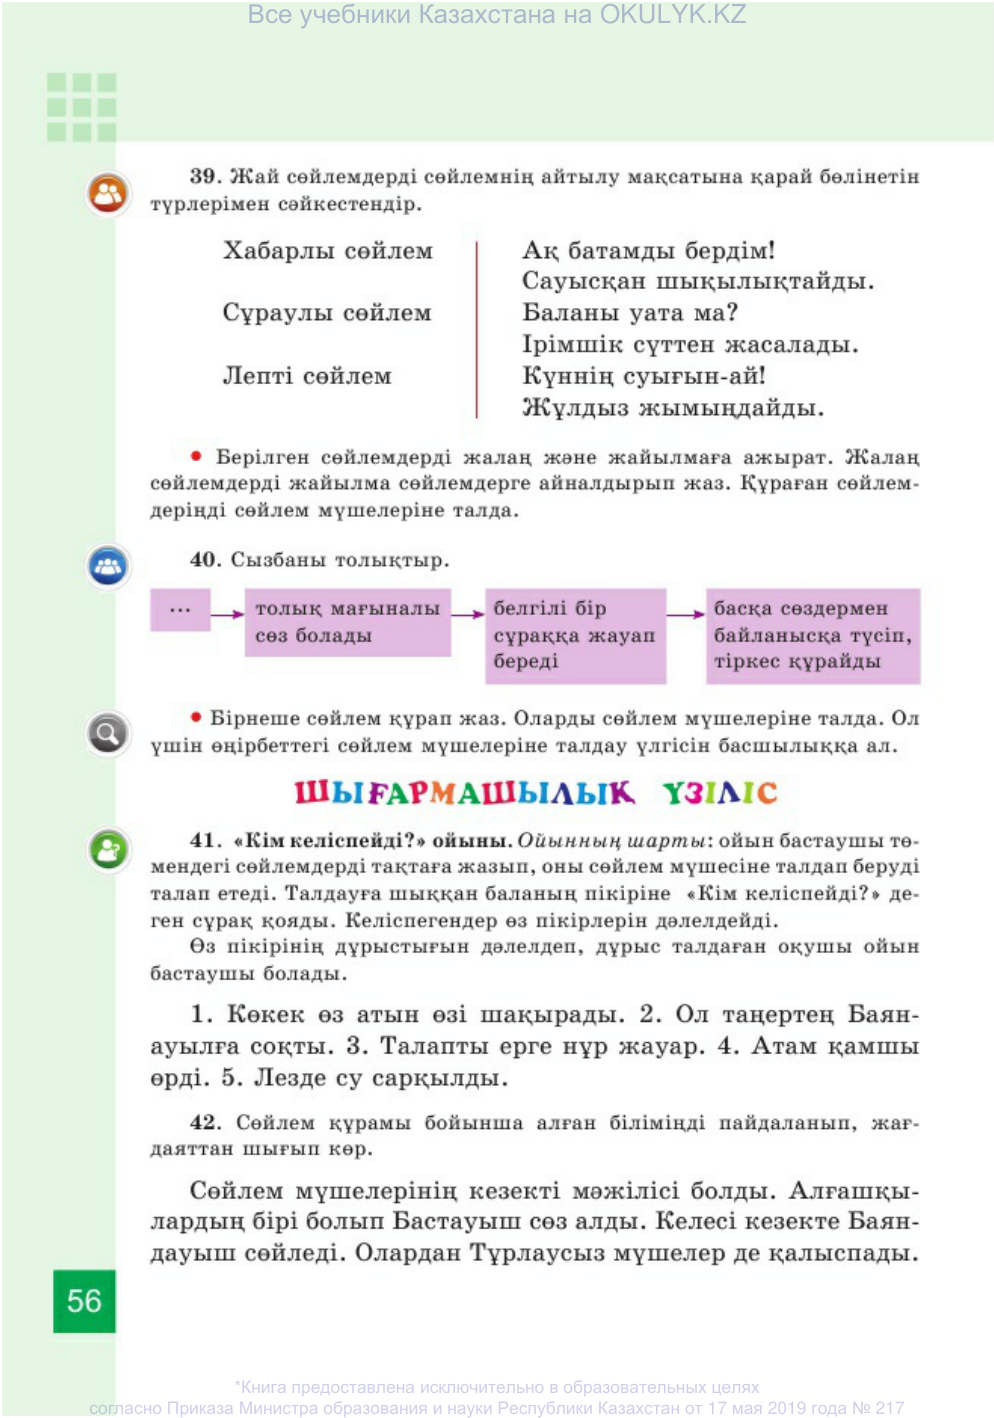 Все учебники Казахстана на OKULYK.KZ
39. Жай сөйлемдерді сөйлемнің айтылу мақсатына қарай бөлінетін
түрлерімен сәйкестендір.
Хабарлы сөйлем
Сұраулы сөйлем
Лепті сөйлем
Ақ батамды бердім!
Сауысқан шықылықтайды.
Баланы уата ма?
Ірімшік сүттен жасалады.
Күннің суығын-ай!
Жұлдыз жымыңдайды.
• Берілген сөйлемдерді жалаң және жайылмаға ажырат. Жалаң
сөйлемдерді жайылма сөйлемдерге айналдырып жаз. Құраған сөйлем-
деріңді сөйлем мүшелеріне талда.
40. Сызбаны толықтыр.
...
толық мағыналы
сөз болады
белгілі бір
сұраққа жауап
береді
басқа сөздермен
байланысқа түсіп,
тіркес құрайды
• Бірнеше сөйлем құрап жаз. Оларды сөйлем мүшелеріне талда. Ол
үшін өңірбеттегі сөйлем мүшелеріне талдау үлгісін басшылыққа ал.
ШЫҒАРМАШЫЛЫҚ ҮЗІЛІС
41. «Кім келіспейді?» ойыны. Ойынның шарты: ойын бастаушы тө-
мендегі сөйлемдерді тақтаға жазып, оны сөйлем мүшесіне талдап беруді
талап етеді. Талдауға шыққан баланың пікіріне «Кім келіспейді?» де-
ген сұрақ қояды. Келіспегендер өз пікірлерін дәлелдейді.
Өз пікірінің дұрыстығын дәлелдеп, дұрыс талдаған оқушы ойын
бастаушы болады.
1. Көкек өз атын өзі шақырады. 2. Ол таңертең Баян-
ауылға соқты. 3. Талапты ерге нұр жауар. 4. Атам қамшы
өрді. 5. Лезде су сарқылды.
42. Сөйлем құрамы бойынша алған біліміңді пайдаланып, жағ-
даяттан шығып көр.
Сөйлем мүшелерінің кезекті мәжілісі болды. Алғашқы-
лардың бірі болып Бастауыш сөз алды. Келесі кезекте Баян-
дауыш сөйледі. Олардан Тұрлаусыз мүшелер де қалыспады.
56
*Книга предоставлена исключительно в образовательных целях
согласно Приказа Министра образования и науки Республики Казахстан от 17 мая 2019 года № 217